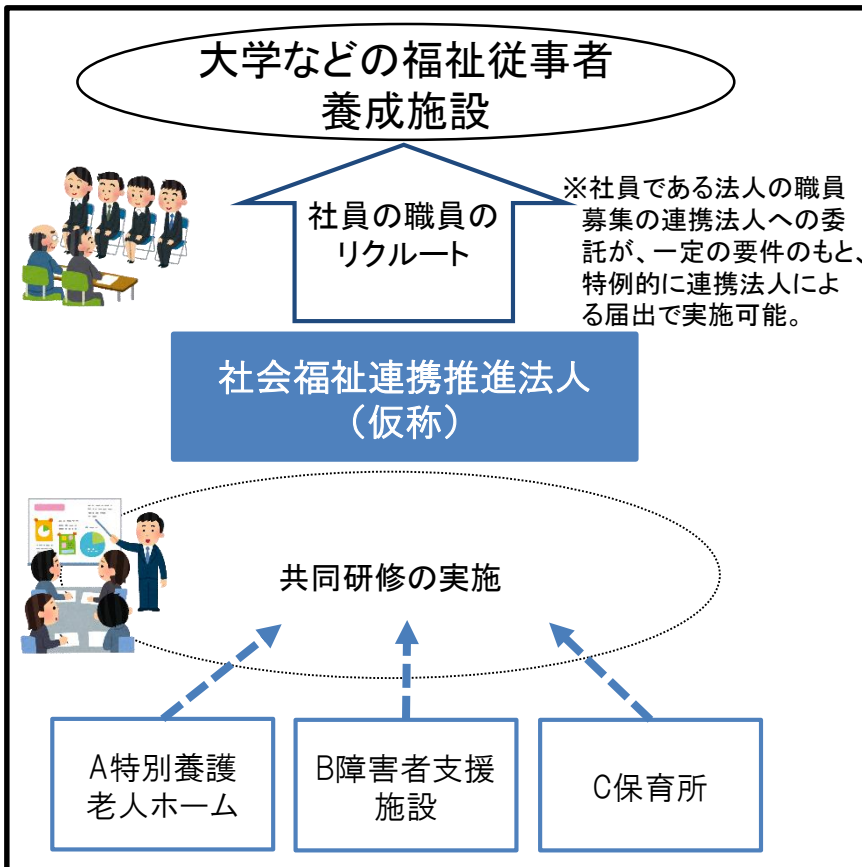 大学などの福祉従事者
養成施設
社員の職員の
リクルート
※社員である法人の職員
募集の連携法人への委
託が、一定の要件のもと、
特例的に連携法人によ
る届出で実施可能。
社会福祉連携推進法人
（仮称）
共同研修の実施
A特別養護
老人ホーム
B障害者支援
施設
C保育所